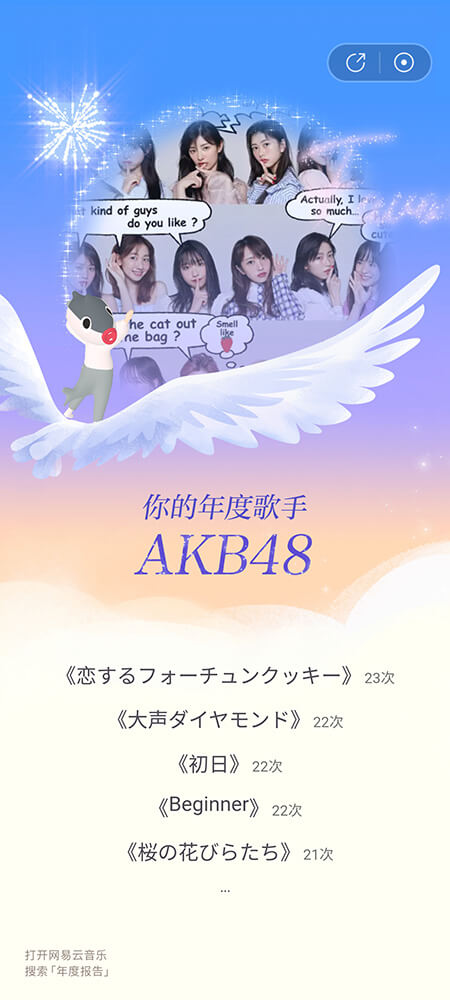 Actually, I lo
so much...
t kind of guys
do you like ?
cute
he cat out
ne bag ?
Smell
like
你的年度歌手
AKB48
《恋するフォーチュンクッキー》 23次
《大声ダイヤモンド》 22次
《初日》 22次
《Beginner》 22次
《桜の花びらたち》 21次
...
打开网易云音乐
搜索「年度报告」